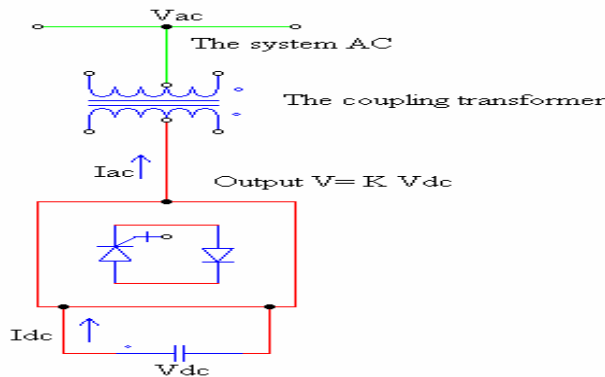 Vac
The system AC
The coupling transformer
Iac
Output V= K Vdc
Idc
Vdc